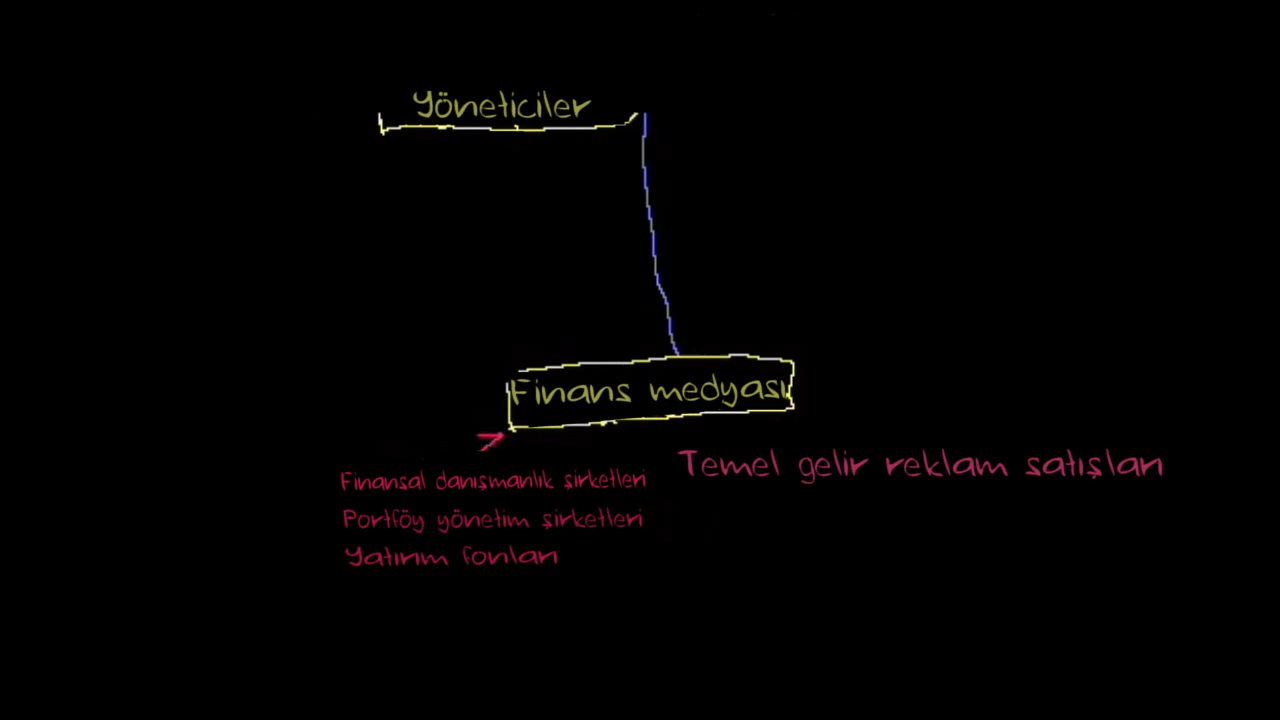 Yöneticiler
Finans medyası
Temel gelir reklam satışları
Finansal danışmanlık şirketleri
Portföy yönetim şirketleri
Yatırım fonları